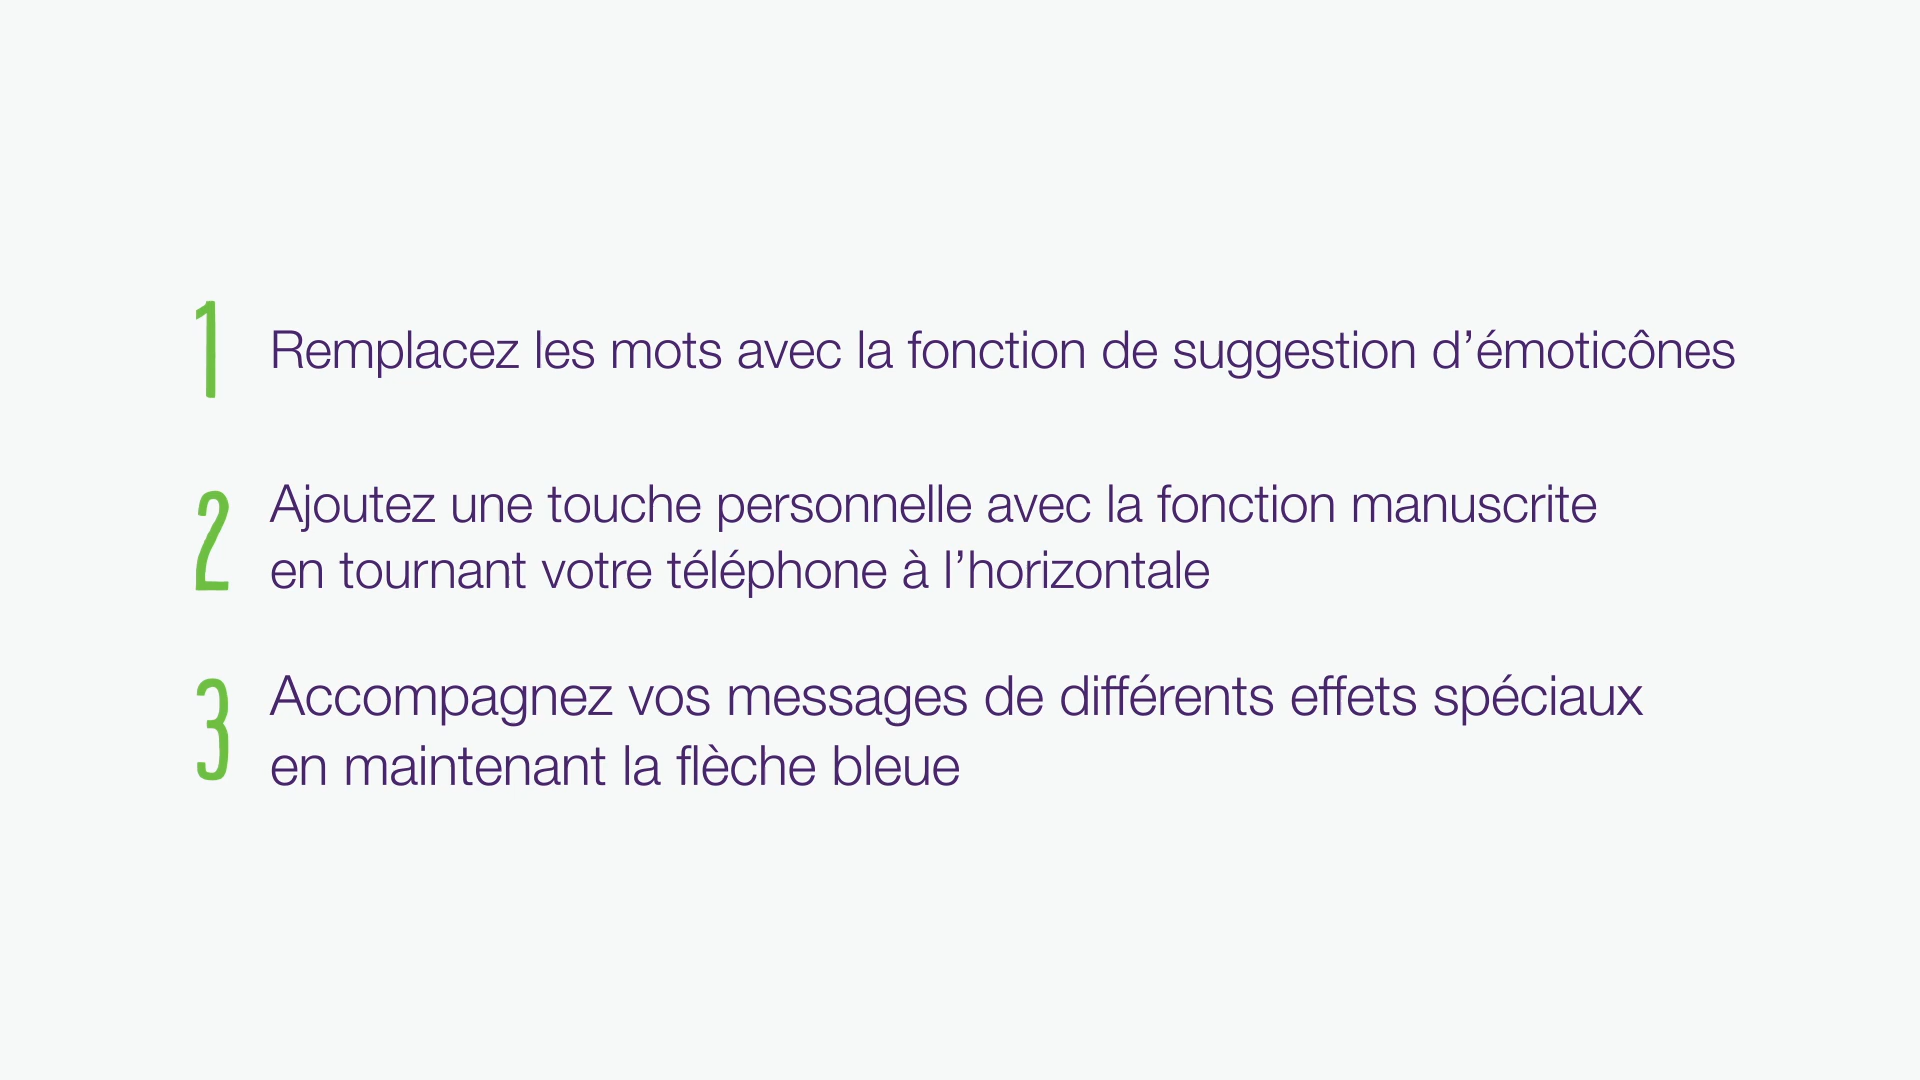 1 Remplacez les mots avec la fonction de suggestion d’émoticônes
2 Ajoutez une touche personnelle avec la fonction manuscrite
en tournant votre téléphone à l’horizontale
3 Accompagnez vos messages de différents effets spéciaux
en maintenant la flèche bleue